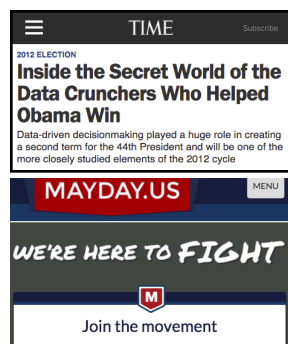 TIME
Subscribe
2012 ELECTION
Inside the Secret World of the
Data Crunchers Who Helped
Obama Win
Data-driven decisionmaking played a huge role in creating
a second term for the 44th President and will be one of the
more closely studied elements of the 2012 cycle
MAYDAY.US
MENU
WE'RE HERE TO FIGHT
M
Join the movement